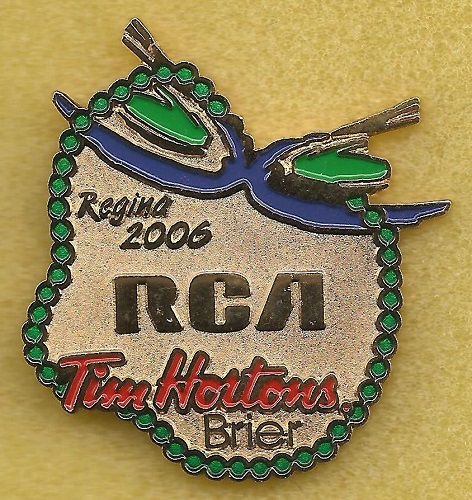 Regina
2006
RCA
Tim Hortons.
Brier